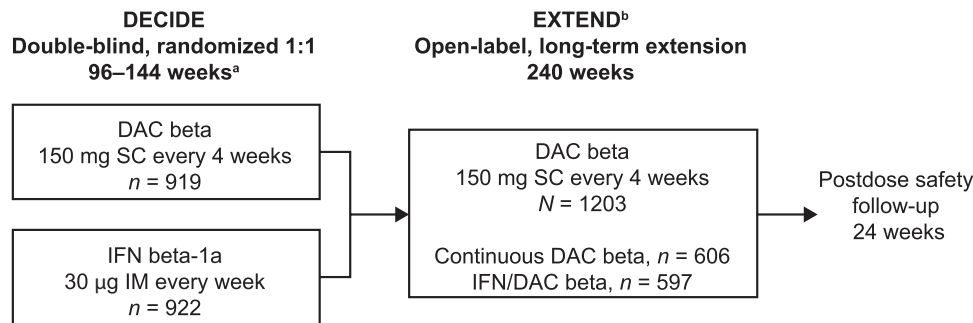 DECIDE
Double-blind, randomized 1:1
96–144 weeksᵃ
DAC beta
150 mg SC every 4 weeks
n = 919
IFN beta-1a
30 µg IM every week
n = 922
EXTENDᵇ
Open-label, long-term extension
240 weeks
DAC beta
150 mg SC every 4 weeks
N = 1203
Continuous DAC beta, n = 606
IFN/DAC beta, n = 597
Postdose safety
follow-up
24 weeks